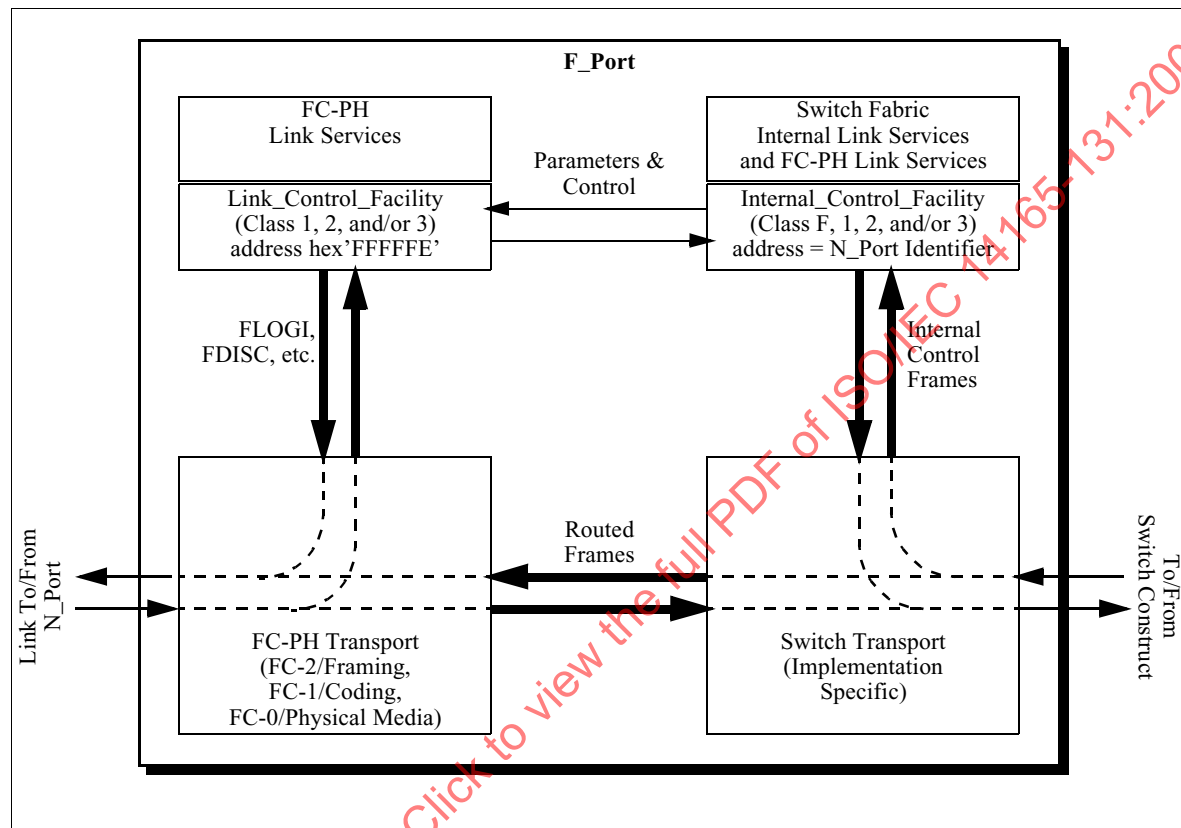 F_Port
FC-PH
Link Services
Switch Fabric
Internal Link Services
and FC-PH Link Services
Parameters &
Control
Link_Control_Facility
(Class 1, 2, and/or 3)
address hex’FFFFFE’
Internal_Control_Facility
(Class F, 1, 2, and/or 3)
address = N_Port Identifier
FLOGI,
FDISC, etc.
Internal
Control
Frames
Routed
Frames
Link To/From
N_Port
To/From
Switch Construct
FC-PH Transport
(FC-2/Framing,
FC-1/Coding,
FC-0/Physical Media)
Switch Transport
(Implementation
Specific)
Click to view the full PDF of ISO/IEC 14165-131:200